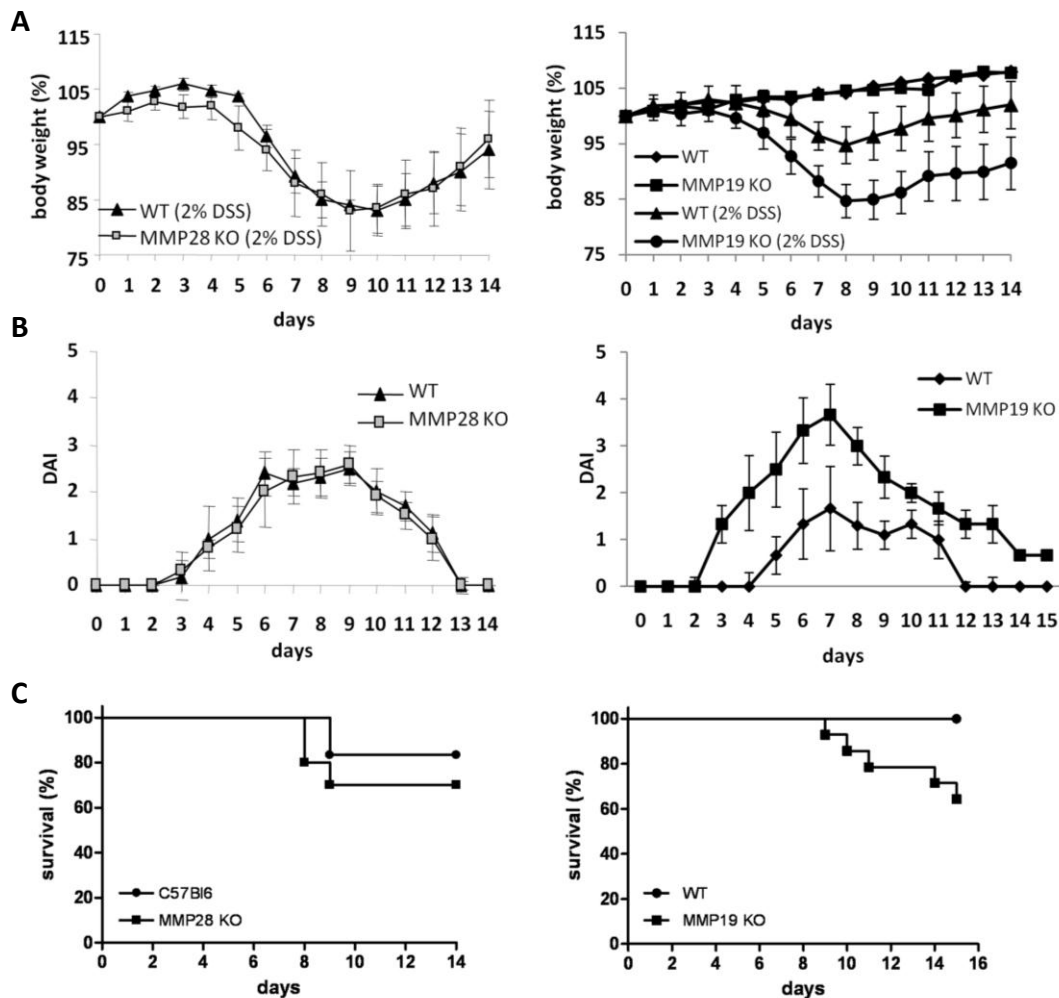 A
115
105
95
85
75
body weight (%)
WT (2% DSS)
MMP28 KO (2% DSS)
0 1 2 3 4 5 6 7 8 9 10 11 12 13 14
days
115
105
95
85
75
body weight (%)
WT
MMP19 KO
WT (2% DSS)
MMP19 KO (2% DSS)
0 1 2 3 4 5 6 7 8 9 10 11 12 13 14
days
B
5
4
3
2
1
0
DAI
WT
MMP28 KO
0 1 2 3 4 5 6 7 8 9 10 11 12 13 14
days
5
4
3
2
1
0
DAI
WT
MMP19 KO
0 1 2 3 4 5 6 7 8 9 10 11 12 13 14 15
days
C
100
80
60
40
20
0
survival (%)
C57Bl6
MMP28 KO
0 2 4 6 8 10 12 14
days
100
80
60
40
20
0
survival (%)
WT
MMP19 KO
0 2 4 6 8 10 12 14 16
days